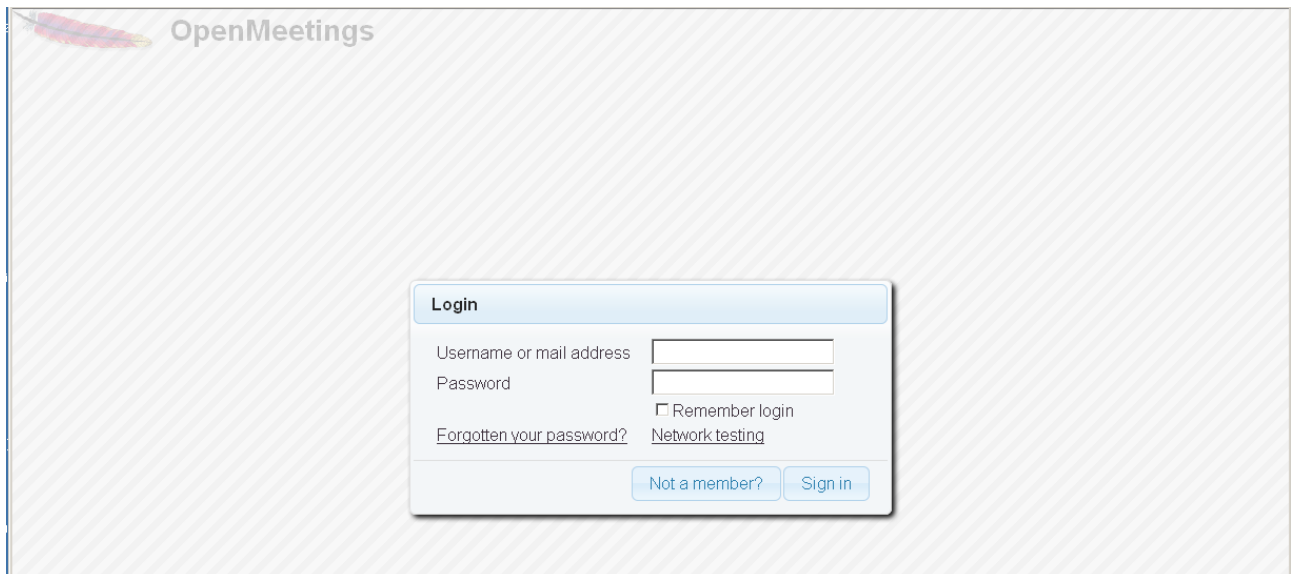 OpenMeetings
Login
Username or mail address
Password
Remember login
Forgotten your password? Network testing
Not a member? Sign in